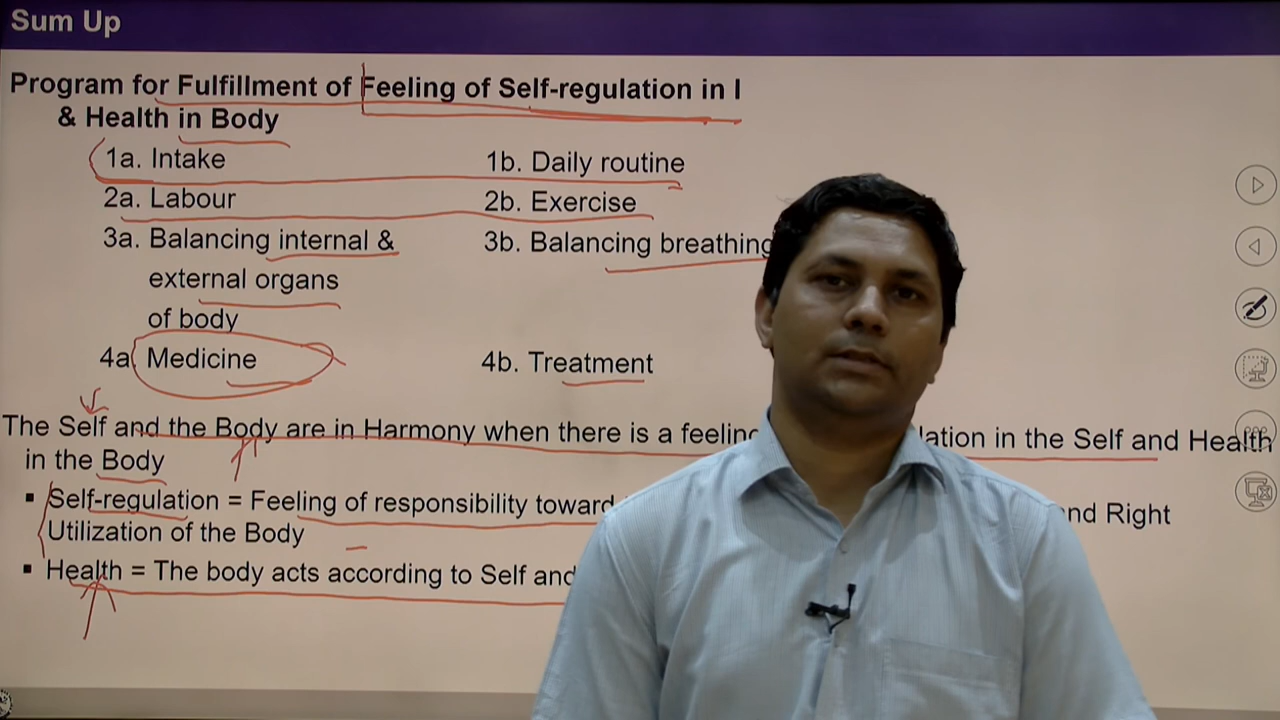 Sum Up
Program for Fulfillment of Feeling of Self-regulation in I
& Health in Body
1a. Intake 1b. Daily routine
2a. Labour 2b. Exercise
3a. Balancing internal & 3b. Balancing breathing
external organs
of body
4a. Medicine 4b. Treatment
The Self and the Body are in Harmony when there is a feeling lation in the Self and Health
in the Body
▪ Self-regulation = Feeling of responsibility toward and Right
Utilization of the Body
▪ Health = The body acts according to Self and